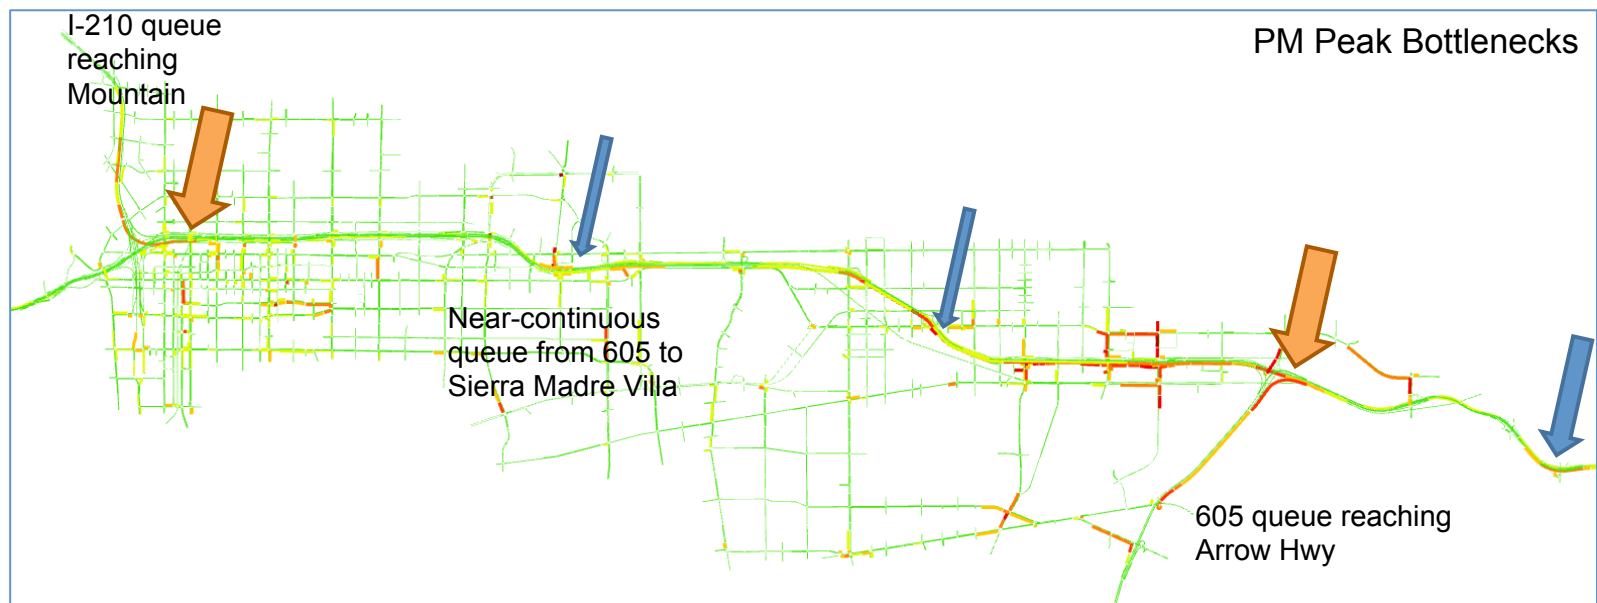 I-210 queue
reaching
Mountain
PM Peak Bottlenecks
Near-continuous
queue from 605 to
Sierra Madre Villa
605 queue reaching
Arrow Hwy